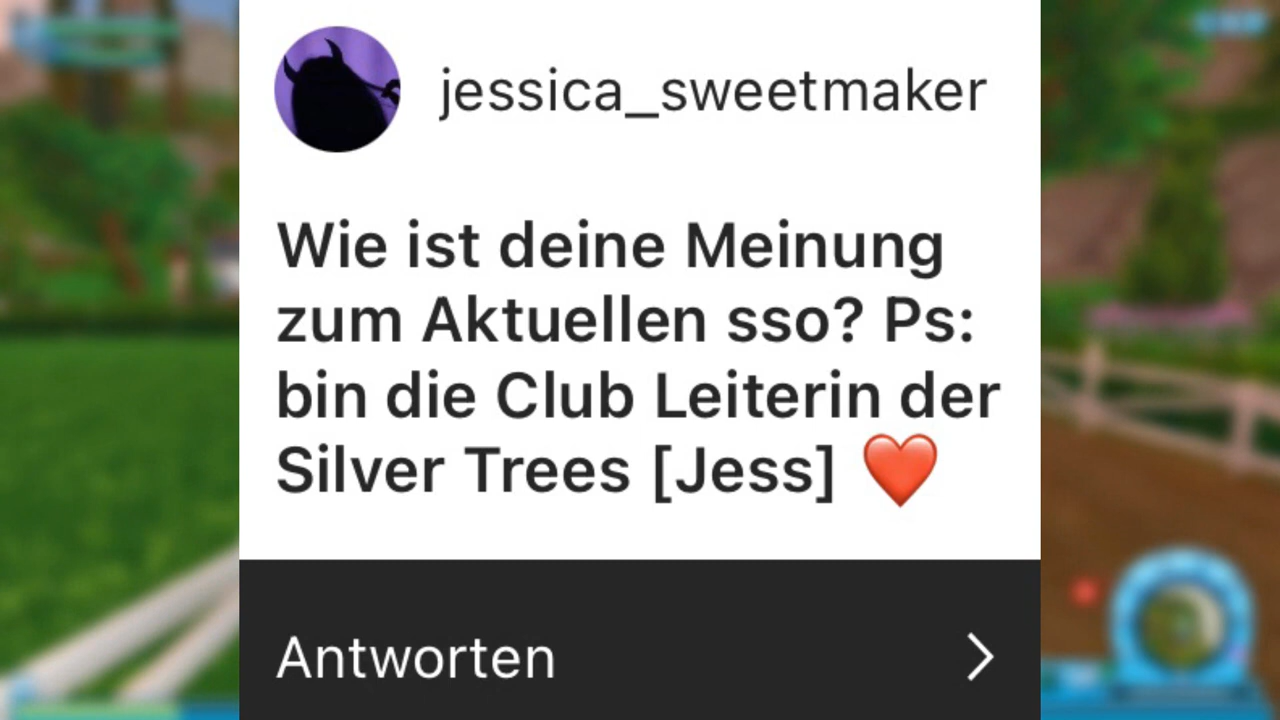 jessica_sweetmaker
Wie ist deine Meinung
zum Aktuellen sso? Ps:
bin die Club Leiterin der
Silver Trees [Jess] ❤️
Antworten